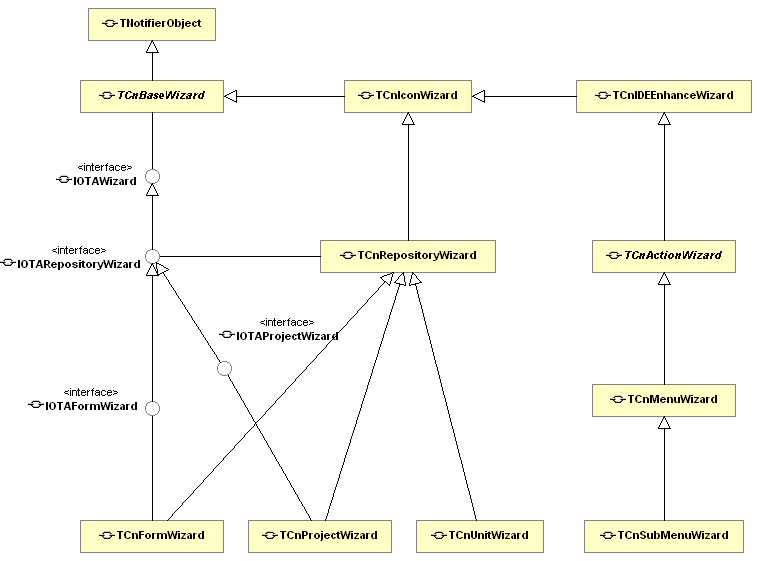 TNotifierObject
TCnBaseWizard
TCnIconWizard
TCnIDEEnhanceWizard
<interface>
IOTAWizard
<interface>
IOTARepositoryWizard
TCnRepositoryWizard
TCnActionWizard
<interface>
IOTAProjectWizard
<interface>
IOTAFormWizard
TCnMenuWizard
TCnFormWizard
TCnProjectWizard
TCnUnitWizard
TCnSubMenuWizard